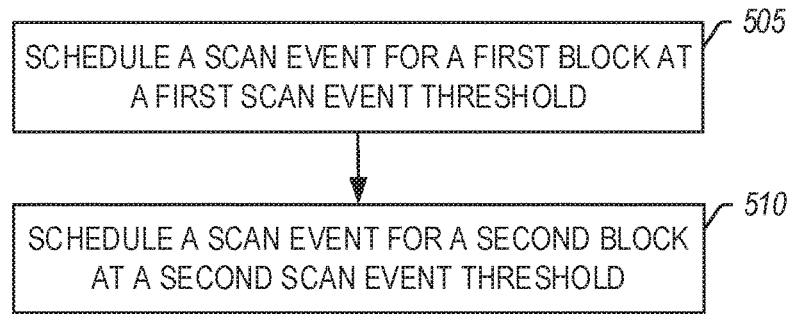 505
SCHEDULE A SCAN EVENT FOR A FIRST BLOCK AT
A FIRST SCAN EVENT THRESHOLD
510
SCHEDULE A SCAN EVENT FOR A SECOND BLOCK
AT A SECOND SCAN EVENT THRESHOLD